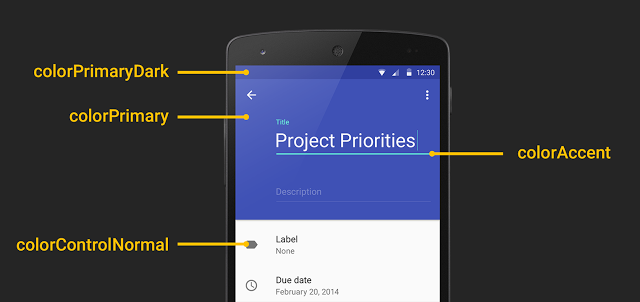 colorPrimaryDark
12:30
colorPrimary
Title
Project Priorities
colorAccent
Description
colorControlNormal
Label
None
Due date
February 20, 2014